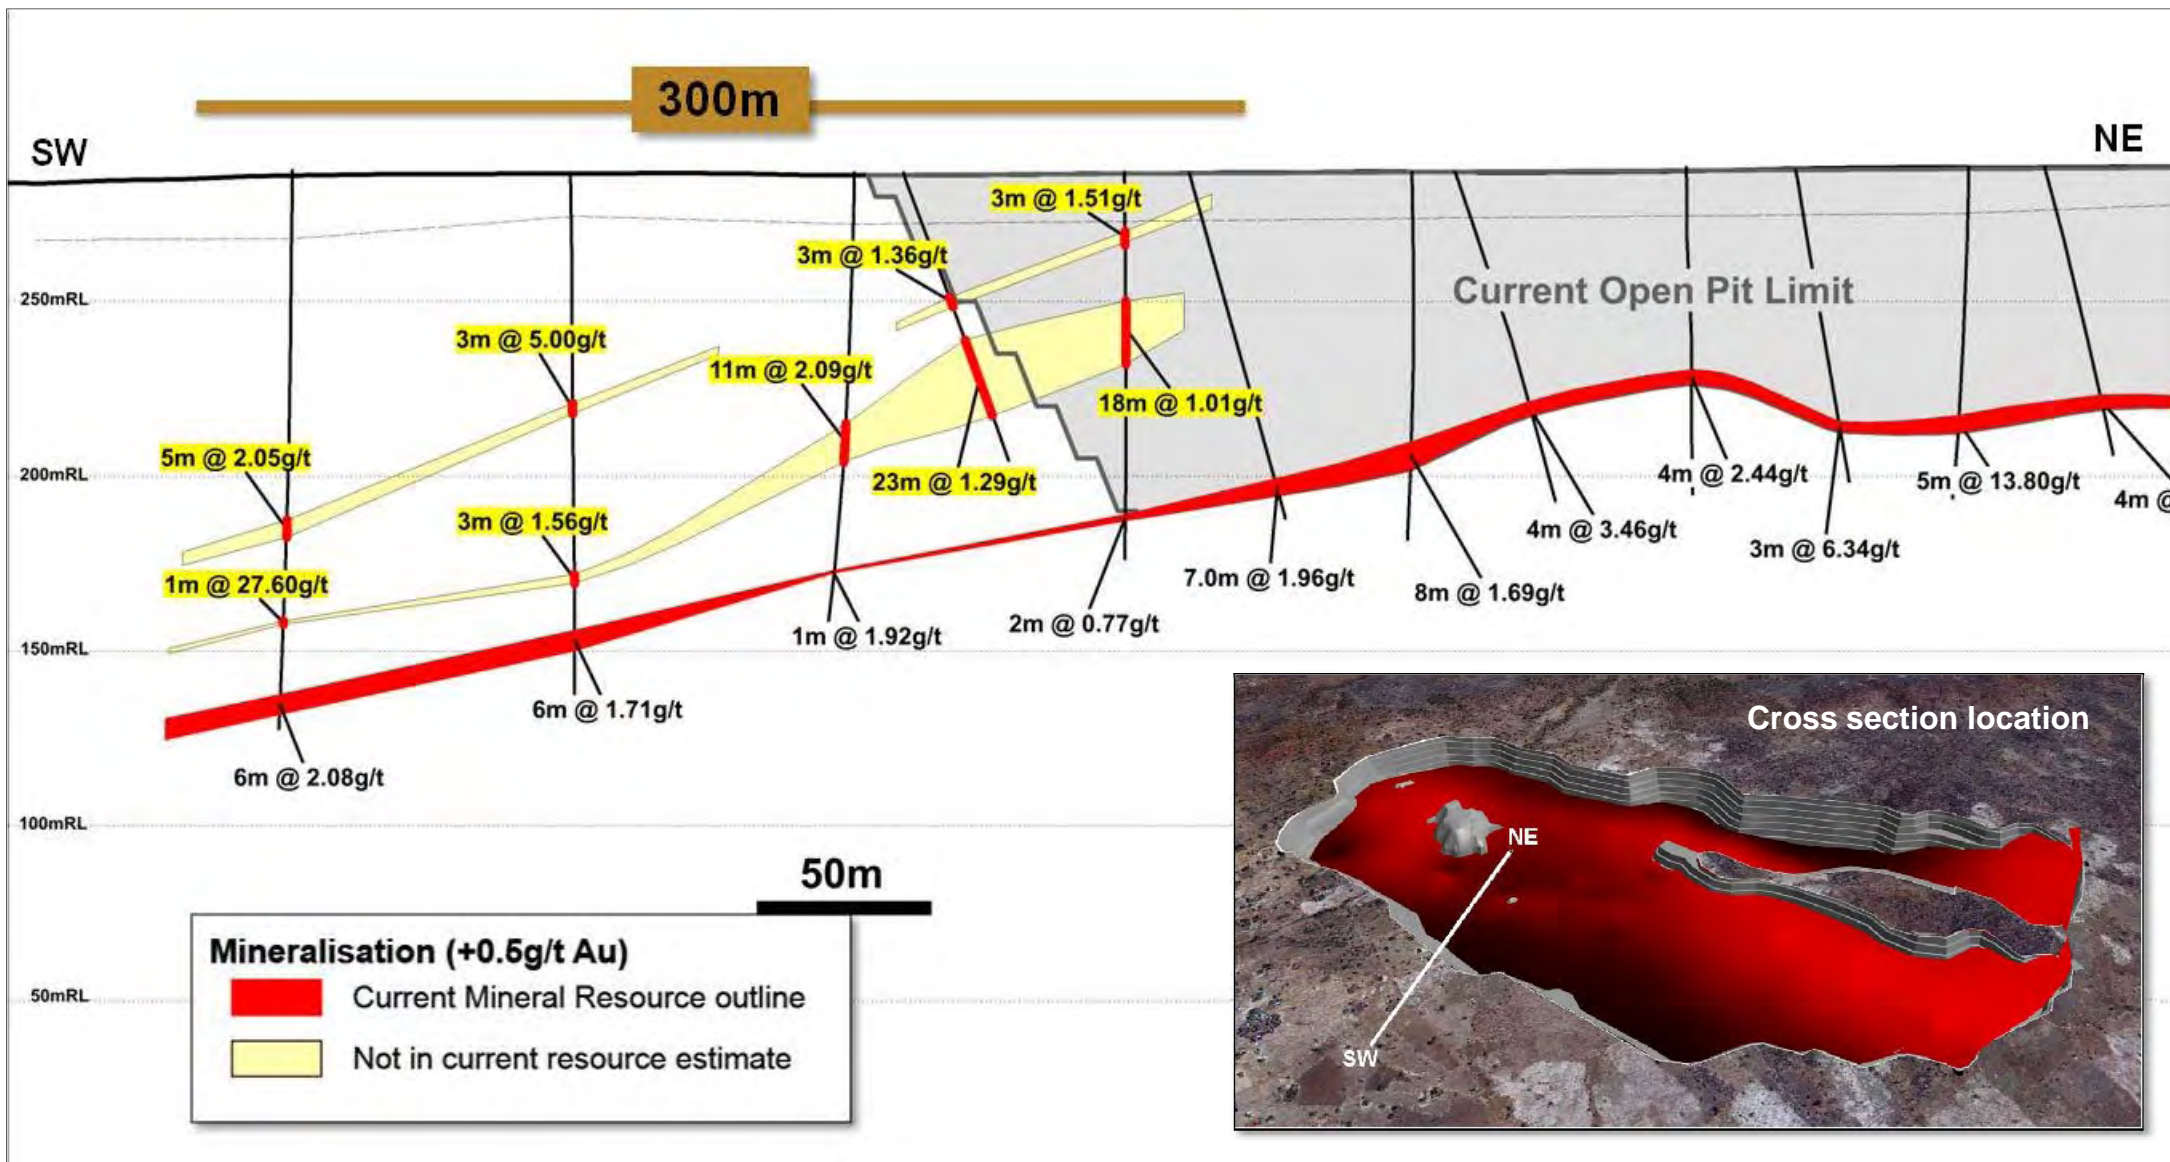 300m
SW
NE
3m @ 1.51g/t
3m @ 1.36g/t
Current Open Pit Limit
250mRL
3m @ 5.00g/t
11m @ 2.09g/t
18m @ 1.01g/t
5m @ 2.05g/t
200mRL
23m @ 1.29g/t
4m @ 2.44g/t
5m @ 13.80g/t
4m @
3m @ 1.56g/t
4m @ 3.46g/t
3m @ 6.34g/t
1m @ 27.60g/t
7.0m @ 1.96g/t
8m @ 1.69g/t
2m @ 0.77g/t
1m @ 1.92g/t
150mRL
6m @ 1.71g/t
6m @ 2.08g/t
100mRL
50m
Mineralisation (+0.5g/t Au)
Current Mineral Resource outline
Not in current resource estimate
50mRL
Cross section location
NE
SW